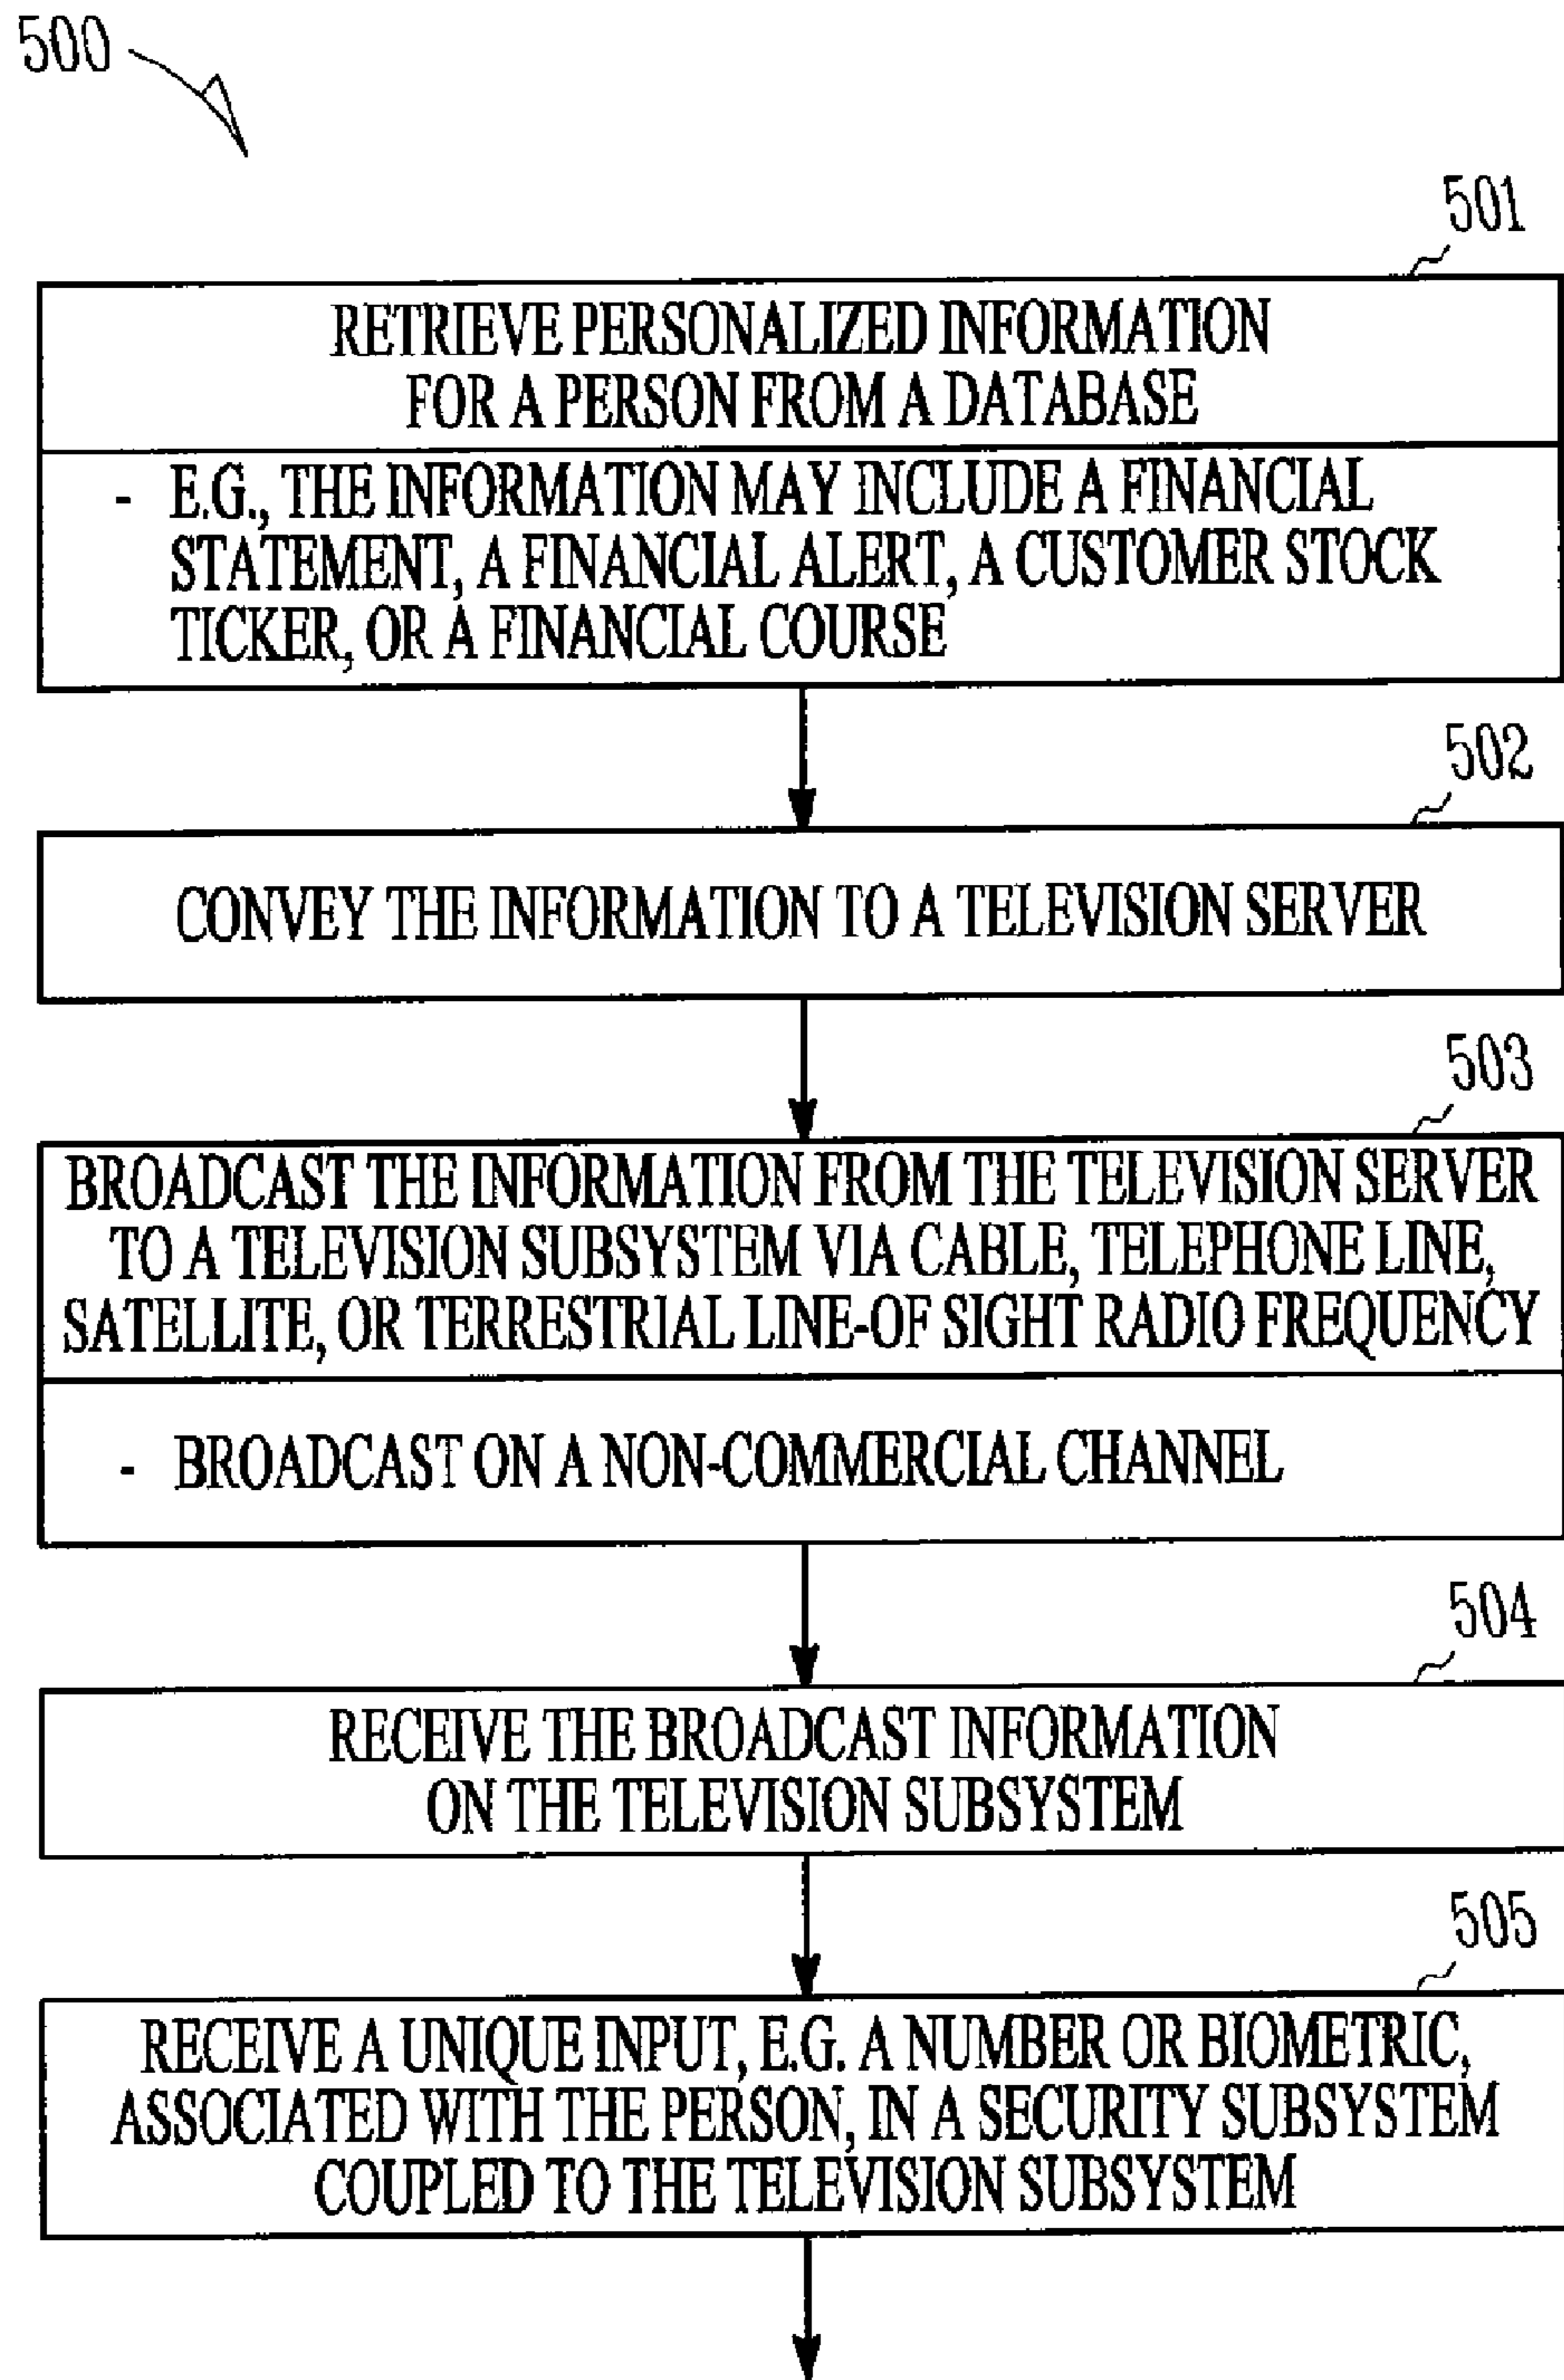 500
501
RETRIEVE PERSONALIZED INFORMATION
FOR A PERSON FROM A DATABASE
- E.G., THE INFORMATION MAY INCLUDE A FINANCIAL
STATEMENT, A FINANCIAL ALERT, A CUSTOMER STOCK
TICKER, OR A FINANCIAL COURSE
502
CONVEY THE INFORMATION TO A TELEVISION SERVER
503
BROADCAST THE INFORMATION FROM THE TELEVISION SERVER
TO A TELEVISION SUBSYSTEM VIA CABLE, TELEPHONE LINE,
SATELLITE, OR TERRESTRIAL LINE-OF SIGHT RADIO FREQUENCY
- BROADCAST ON A NON-COMMERCIAL CHANNEL
504
RECEIVE THE BROADCAST INFORMATION
ON THE TELEVISION SUBSYSTEM
505
RECEIVE A UNIQUE INPUT, E.G. A NUMBER OR BIOMETRIC,
ASSOCIATED WITH THE PERSON, IN A SECURITY SUBSYSTEM
COUPLED TO THE TELEVISION SUBSYSTEM